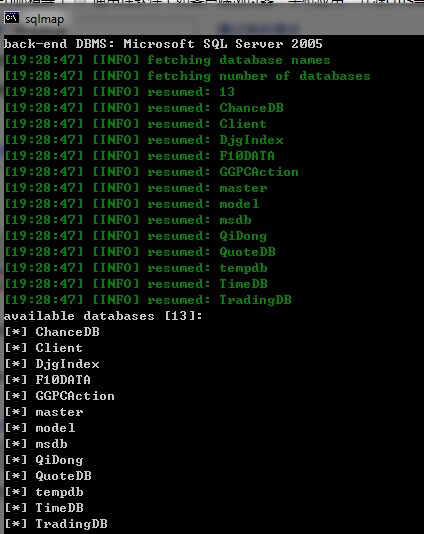 sqlmap
back-end DBMS: Microsoft SQL Server 2005
[19:28:47] [INFO] fetching database names
[19:28:47] [INFO] fetching number of databases
[19:28:47] [INFO] resumed: 13
[19:28:47] [INFO] resumed: ChanceDB
[19:28:47] [INFO] resumed: Client
[19:28:47] [INFO] resumed: DjgIndex
[19:28:47] [INFO] resumed: F10DATA
[19:28:47] [INFO] resumed: GGPCAction
[19:28:47] [INFO] resumed: master
[19:28:47] [INFO] resumed: model
[19:28:47] [INFO] resumed: msdb
[19:28:47] [INFO] resumed: QiDong
[19:28:47] [INFO] resumed: QuoteDB
[19:28:47] [INFO] resumed: tempdb
[19:28:47] [INFO] resumed: TimeDB
[19:28:47] [INFO] resumed: TradingDB
available databases [13]:
[*] ChanceDB
[*] Client
[*] DjgIndex
[*] F10DATA
[*] GGPCAction
[*] master
[*] model
[*] msdb
[*] QiDong
[*] QuoteDB
[*] tempdb
[*] TimeDB
[*] TradingDB